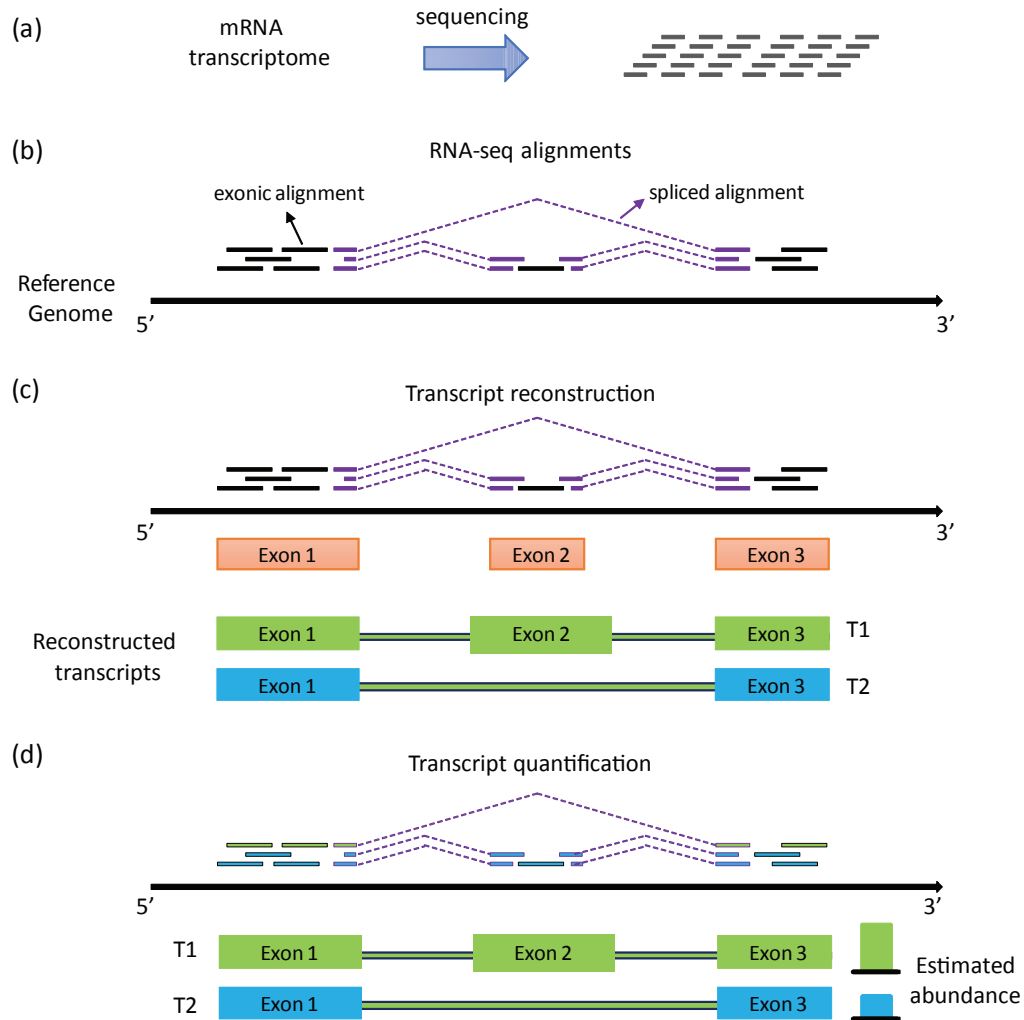 (a)
mRNA
transcriptome
sequencing
(b)
RNA-seq alignments
exonic alignment
spliced alignment
Reference
Genome
5’
3’
(c)
Transcript reconstruction
5’
3’
Exon 1
Exon 2
Exon 3
Reconstructed
transcripts
Exon 1
Exon 2
Exon 3
T1
Exon 1
Exon 3
T2
(d)
Transcript quantification
5’
3’
T1
Exon 1
Exon 2
Exon 3
T2
Exon 1
Exon 3
Estimated
abundance